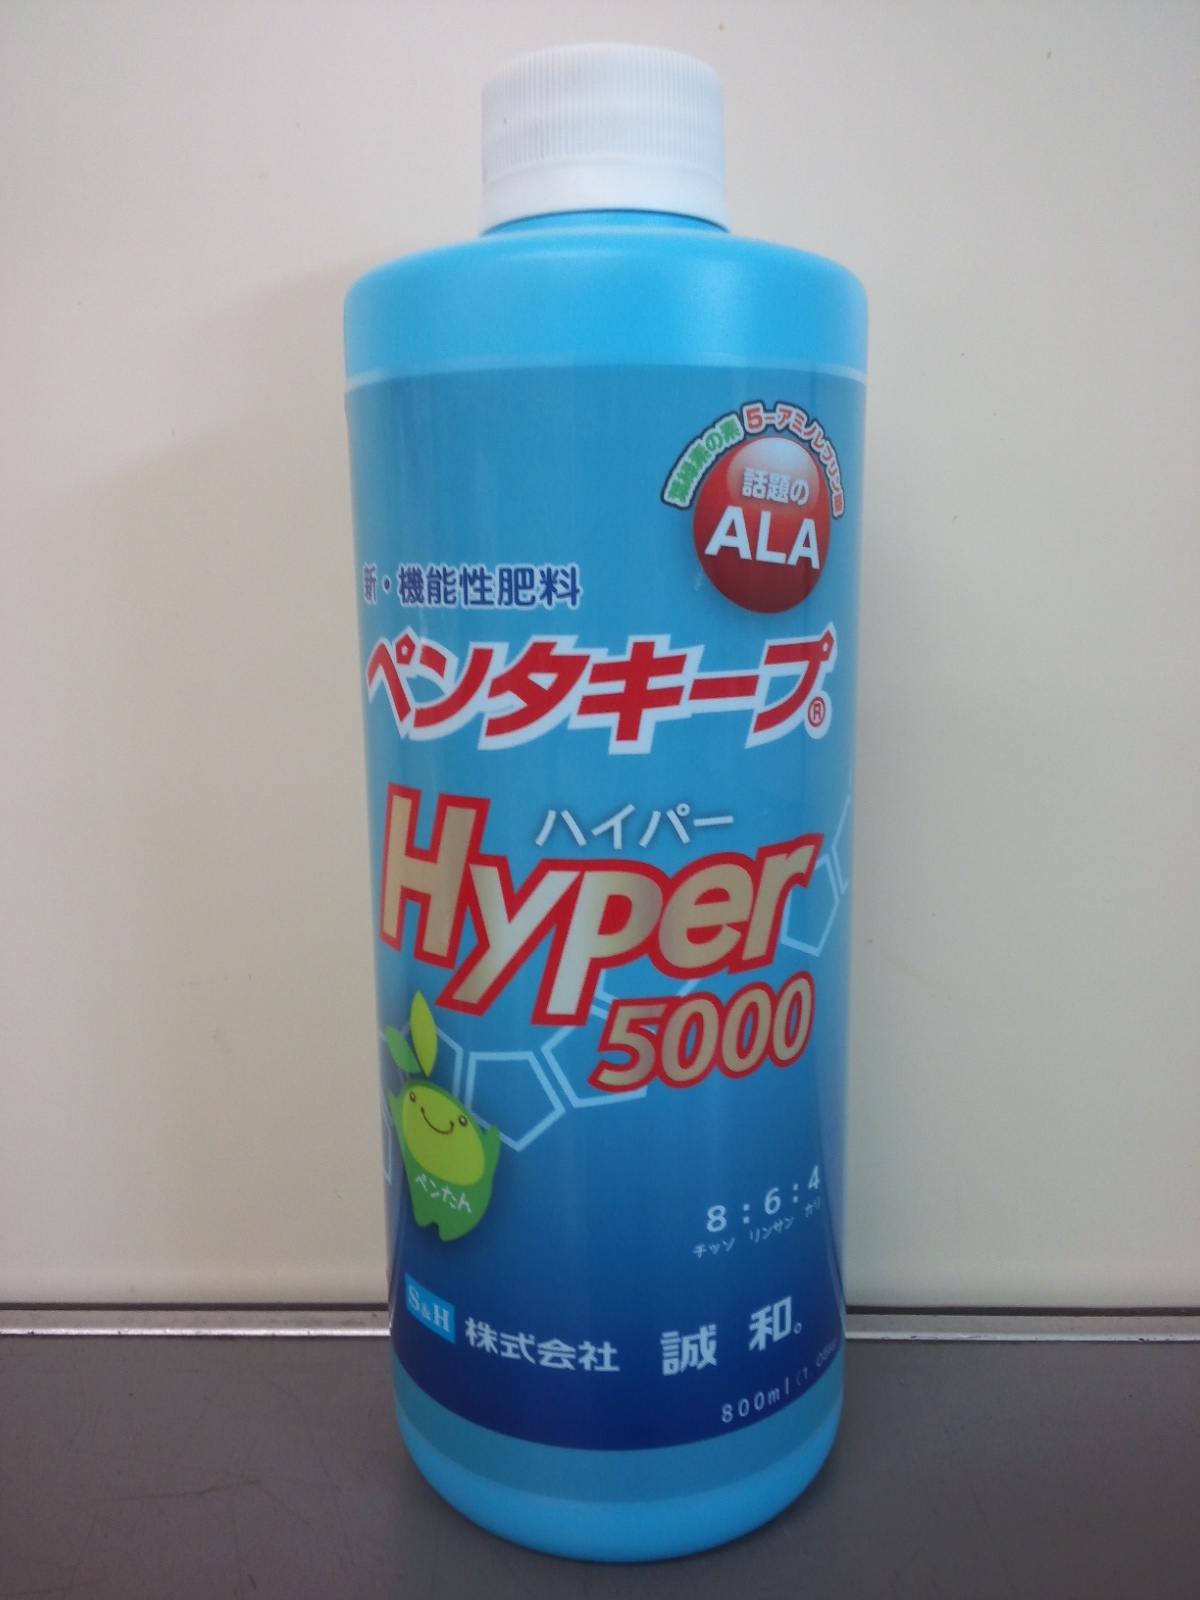 葉緑素の素 5-アミノレブリン酸
話題の
ALA
新・機能性肥料
ペンタキープ®
ハイパー
Hyper
5000
ペンたん
8:6:4
チッソ リンサン カリ
S&H 株式会社 誠和。
800ml